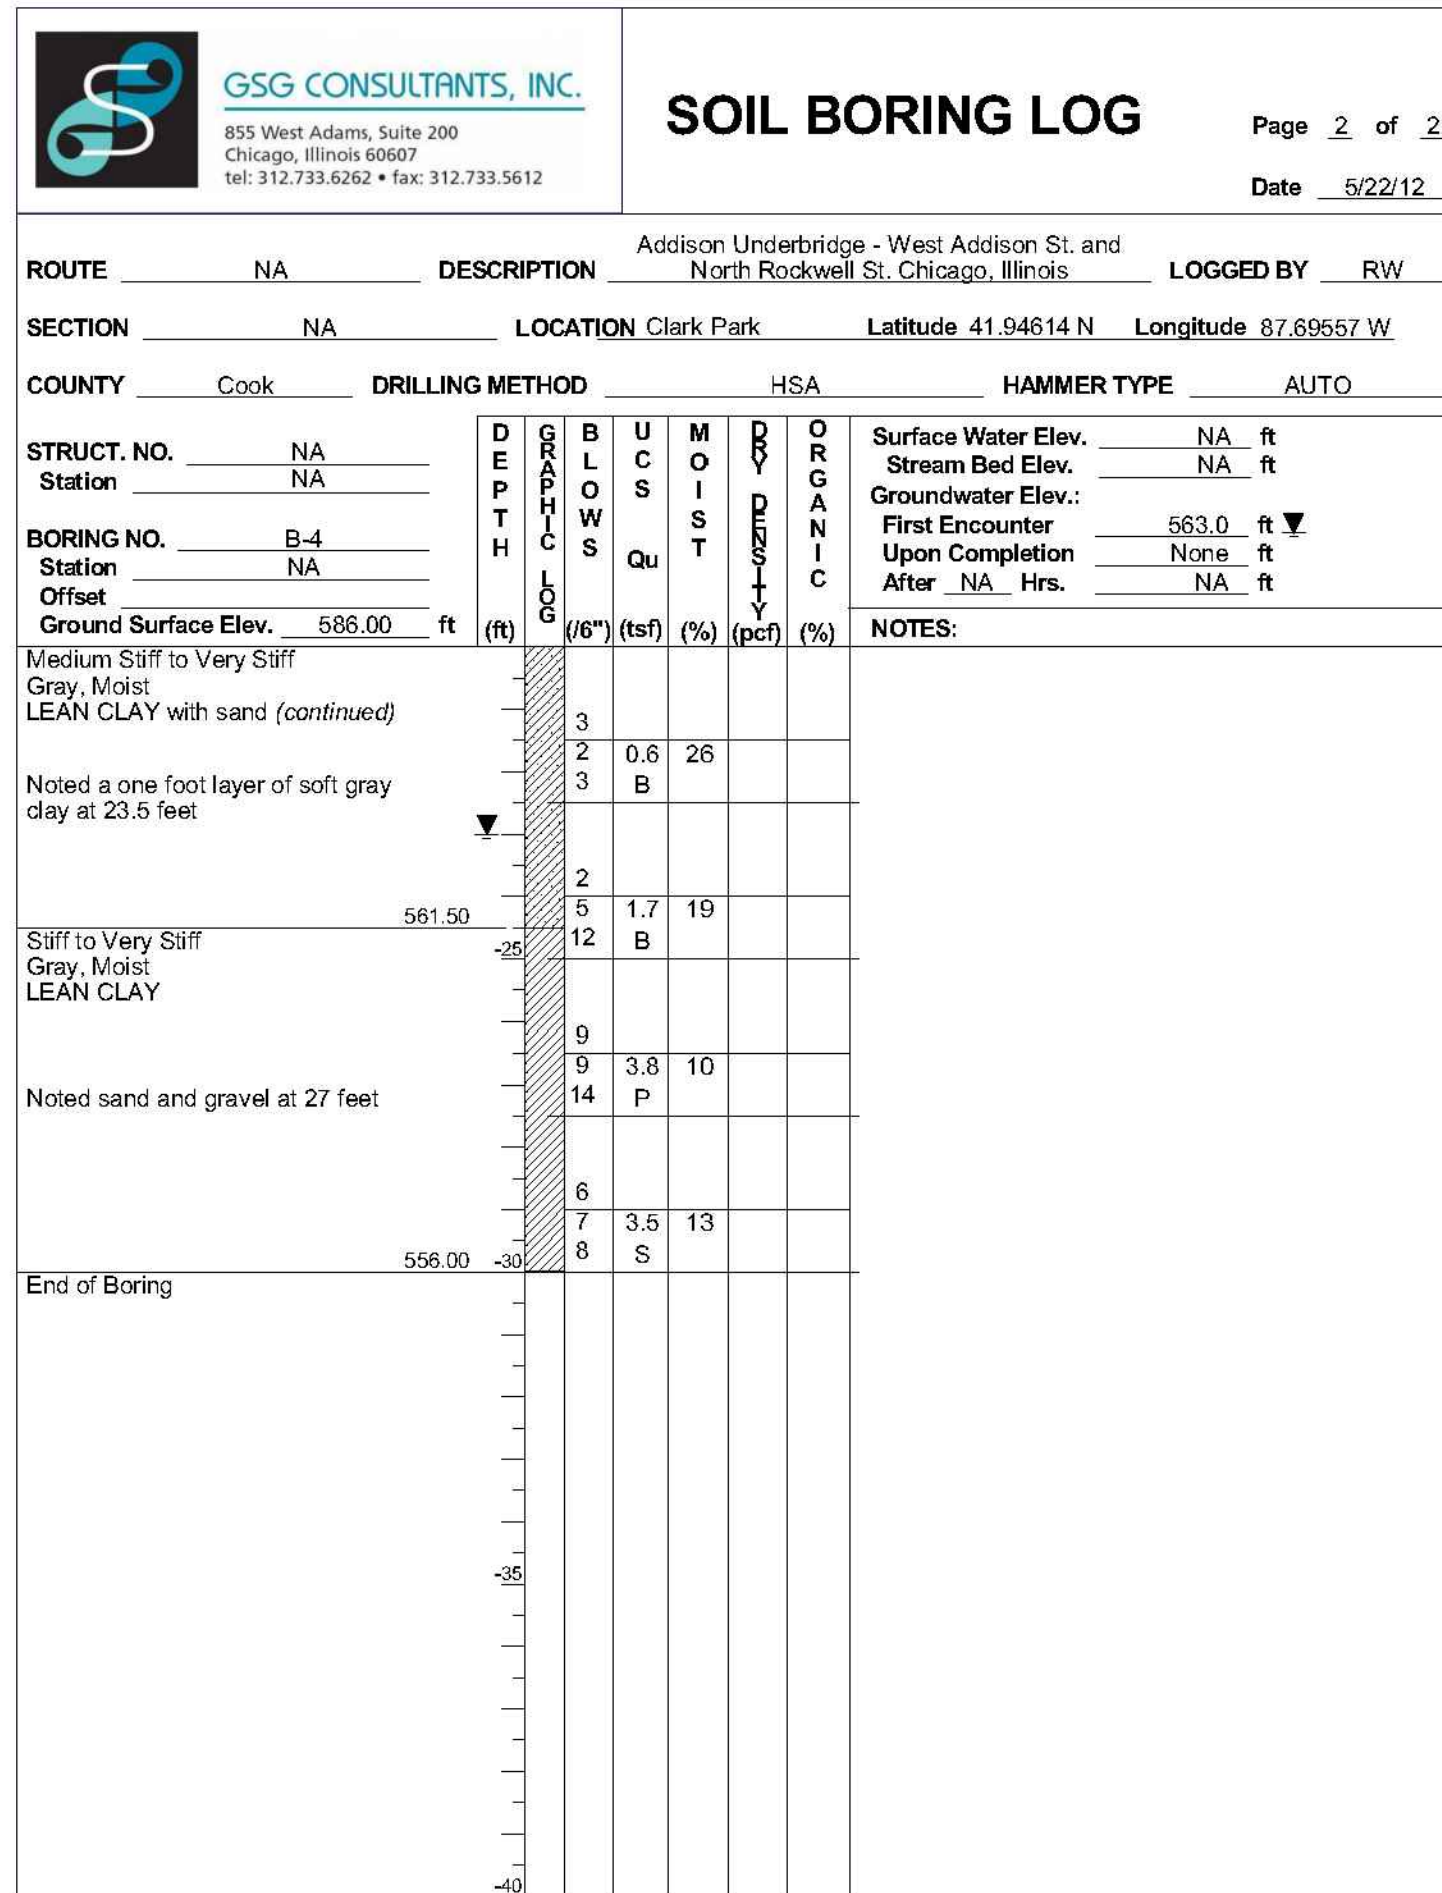 GSG CONSULTANTS, INC.
855 West Adams, Suite 200
Chicago, Illinois 60607
tel: 312.733.6262 • fax: 312.733.5612
SOIL BORING LOG
Page 2 of 2
Date 5/22/12
ROUTE NA DESCRIPTION Addison Underbridge - West Addison St. and
North Rockwell St. Chicago, Illinois LOGGED BY RW
SECTION NA LOCATION Clark Park Latitude 41.94614 N Longitude 87.69557 W
COUNTY Cook DRILLING METHOD HSA HAMMER TYPE AUTO
STRUCT. NO. NA
Station NA
BORING NO. B-4
Station NA
Offset
Ground Surface Elev. 586.00 ft
DEPTH (ft)
GRAPHIC LOG
BLOWS (/6")
UCS Qu (tsf)
MOIST (%)
DRY DENSITY (pcf)
ORGANIC (%)
Surface Water Elev. NA ft
Stream Bed Elev. NA ft
Groundwater Elev.:
First Encounter 563.0 ft
Upon Completion None ft
After NA Hrs. NA ft
NOTES:
Medium Stiff to Very Stiff
Gray, Moist
LEAN CLAY with sand (continued)
3
2 0.6 26
3 B
Noted a one foot layer of soft gray
clay at 23.5 feet
2
561.50 5 1.7 19
Stiff to Very Stiff -25 12 B
Gray, Moist
LEAN CLAY
9
9 3.8 10
Noted sand and gravel at 27 feet 14 P
6
7 3.5 13
556.00 -30 8 S
End of Boring
-35
-40